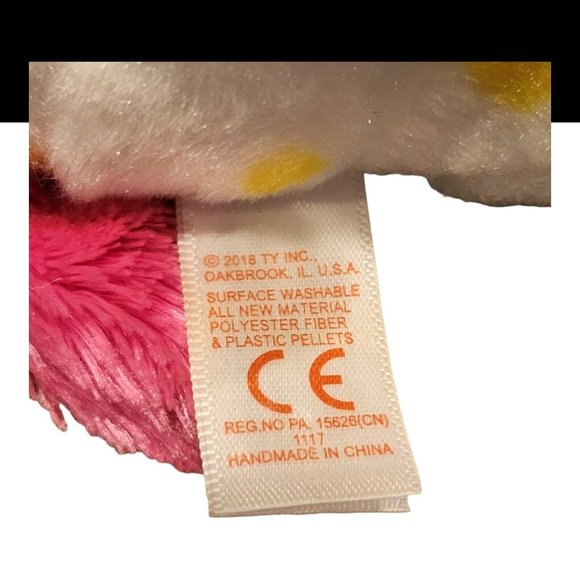 © 2018 TY INC.,
OAKBROOK, IL. U.S.A.
SURFACE WASHABLE
ALL NEW MATERIAL
POLYESTER FIBER
& PLASTIC PELLETS
CE
REG.NO PA. 15626(CN)
1117
HANDMADE IN CHINA